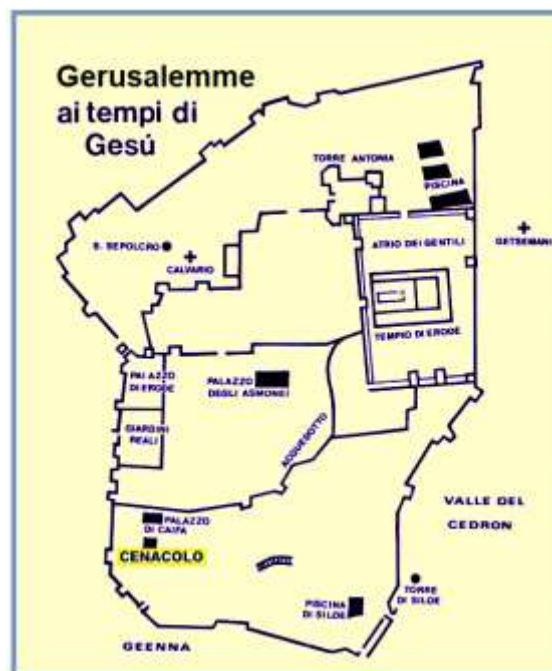 Gerusalemme
ai tempi di
Gesú
TORRE ANTONIA
PISCINA
S. SEPOLCRO
CALVARIO
ATRIO DEI GENTILI
GETSEMANI
TEMPIO DI ERODE
PALAZZO
DI ERODE
PALAZZO
DEGLI ASMONEI
GIARDINI
REALI
ACQUEDOTTO
VALLE DEL
CEDRON
PALAZZO
DI CAIFA
CENACOLO
TORRE
DI SILOE
PISCINA
DI SILOE
GEENNA